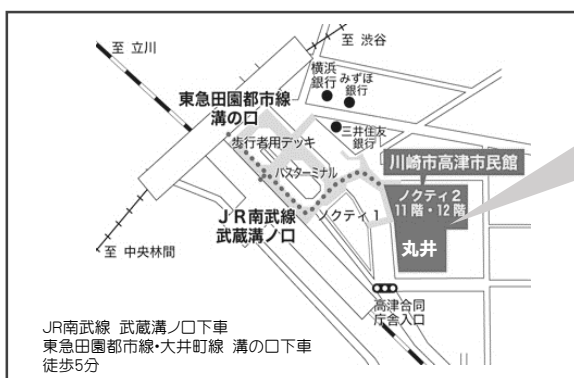 至 立川
至 渋谷
横浜
銀行
みずほ
銀行
東急田園都市線
溝の口
三井住友
銀行
歩行者用デッキ
バスターミナル
川崎市高津市民館
ノクティ2
11階・12階
丸井
ノクティ1
JR南武線
武蔵溝ノ口
至 中央林間
高津合同
庁舎入口
JR南武線 武蔵溝ノ口下車
東急田園都市線・大井町線 溝の口下車
徒歩5分